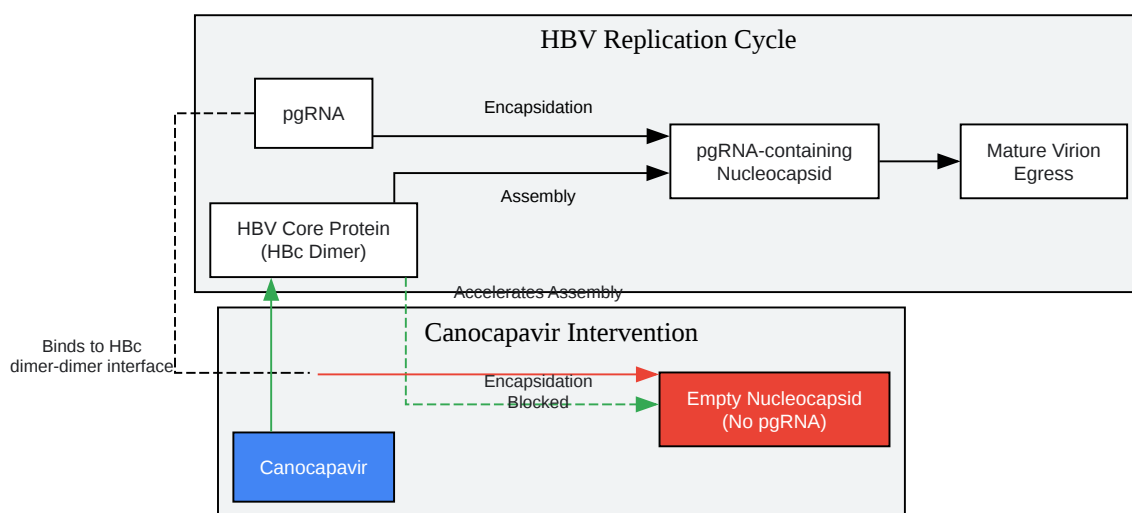 HBV Replication Cycle
pgRNA
Encapsidation
pgRNA-containing
Nucleocapsid
Mature Virion
Egress
Assembly
HBV Core Protein
(HBc Dimer)
Accelerates Assembly
Canocapavir Intervention
Binds to HBc
dimer-dimer interface
Encapsidation
Blocked
Empty Nucleocapsid
(No pgRNA)
Canocapavir